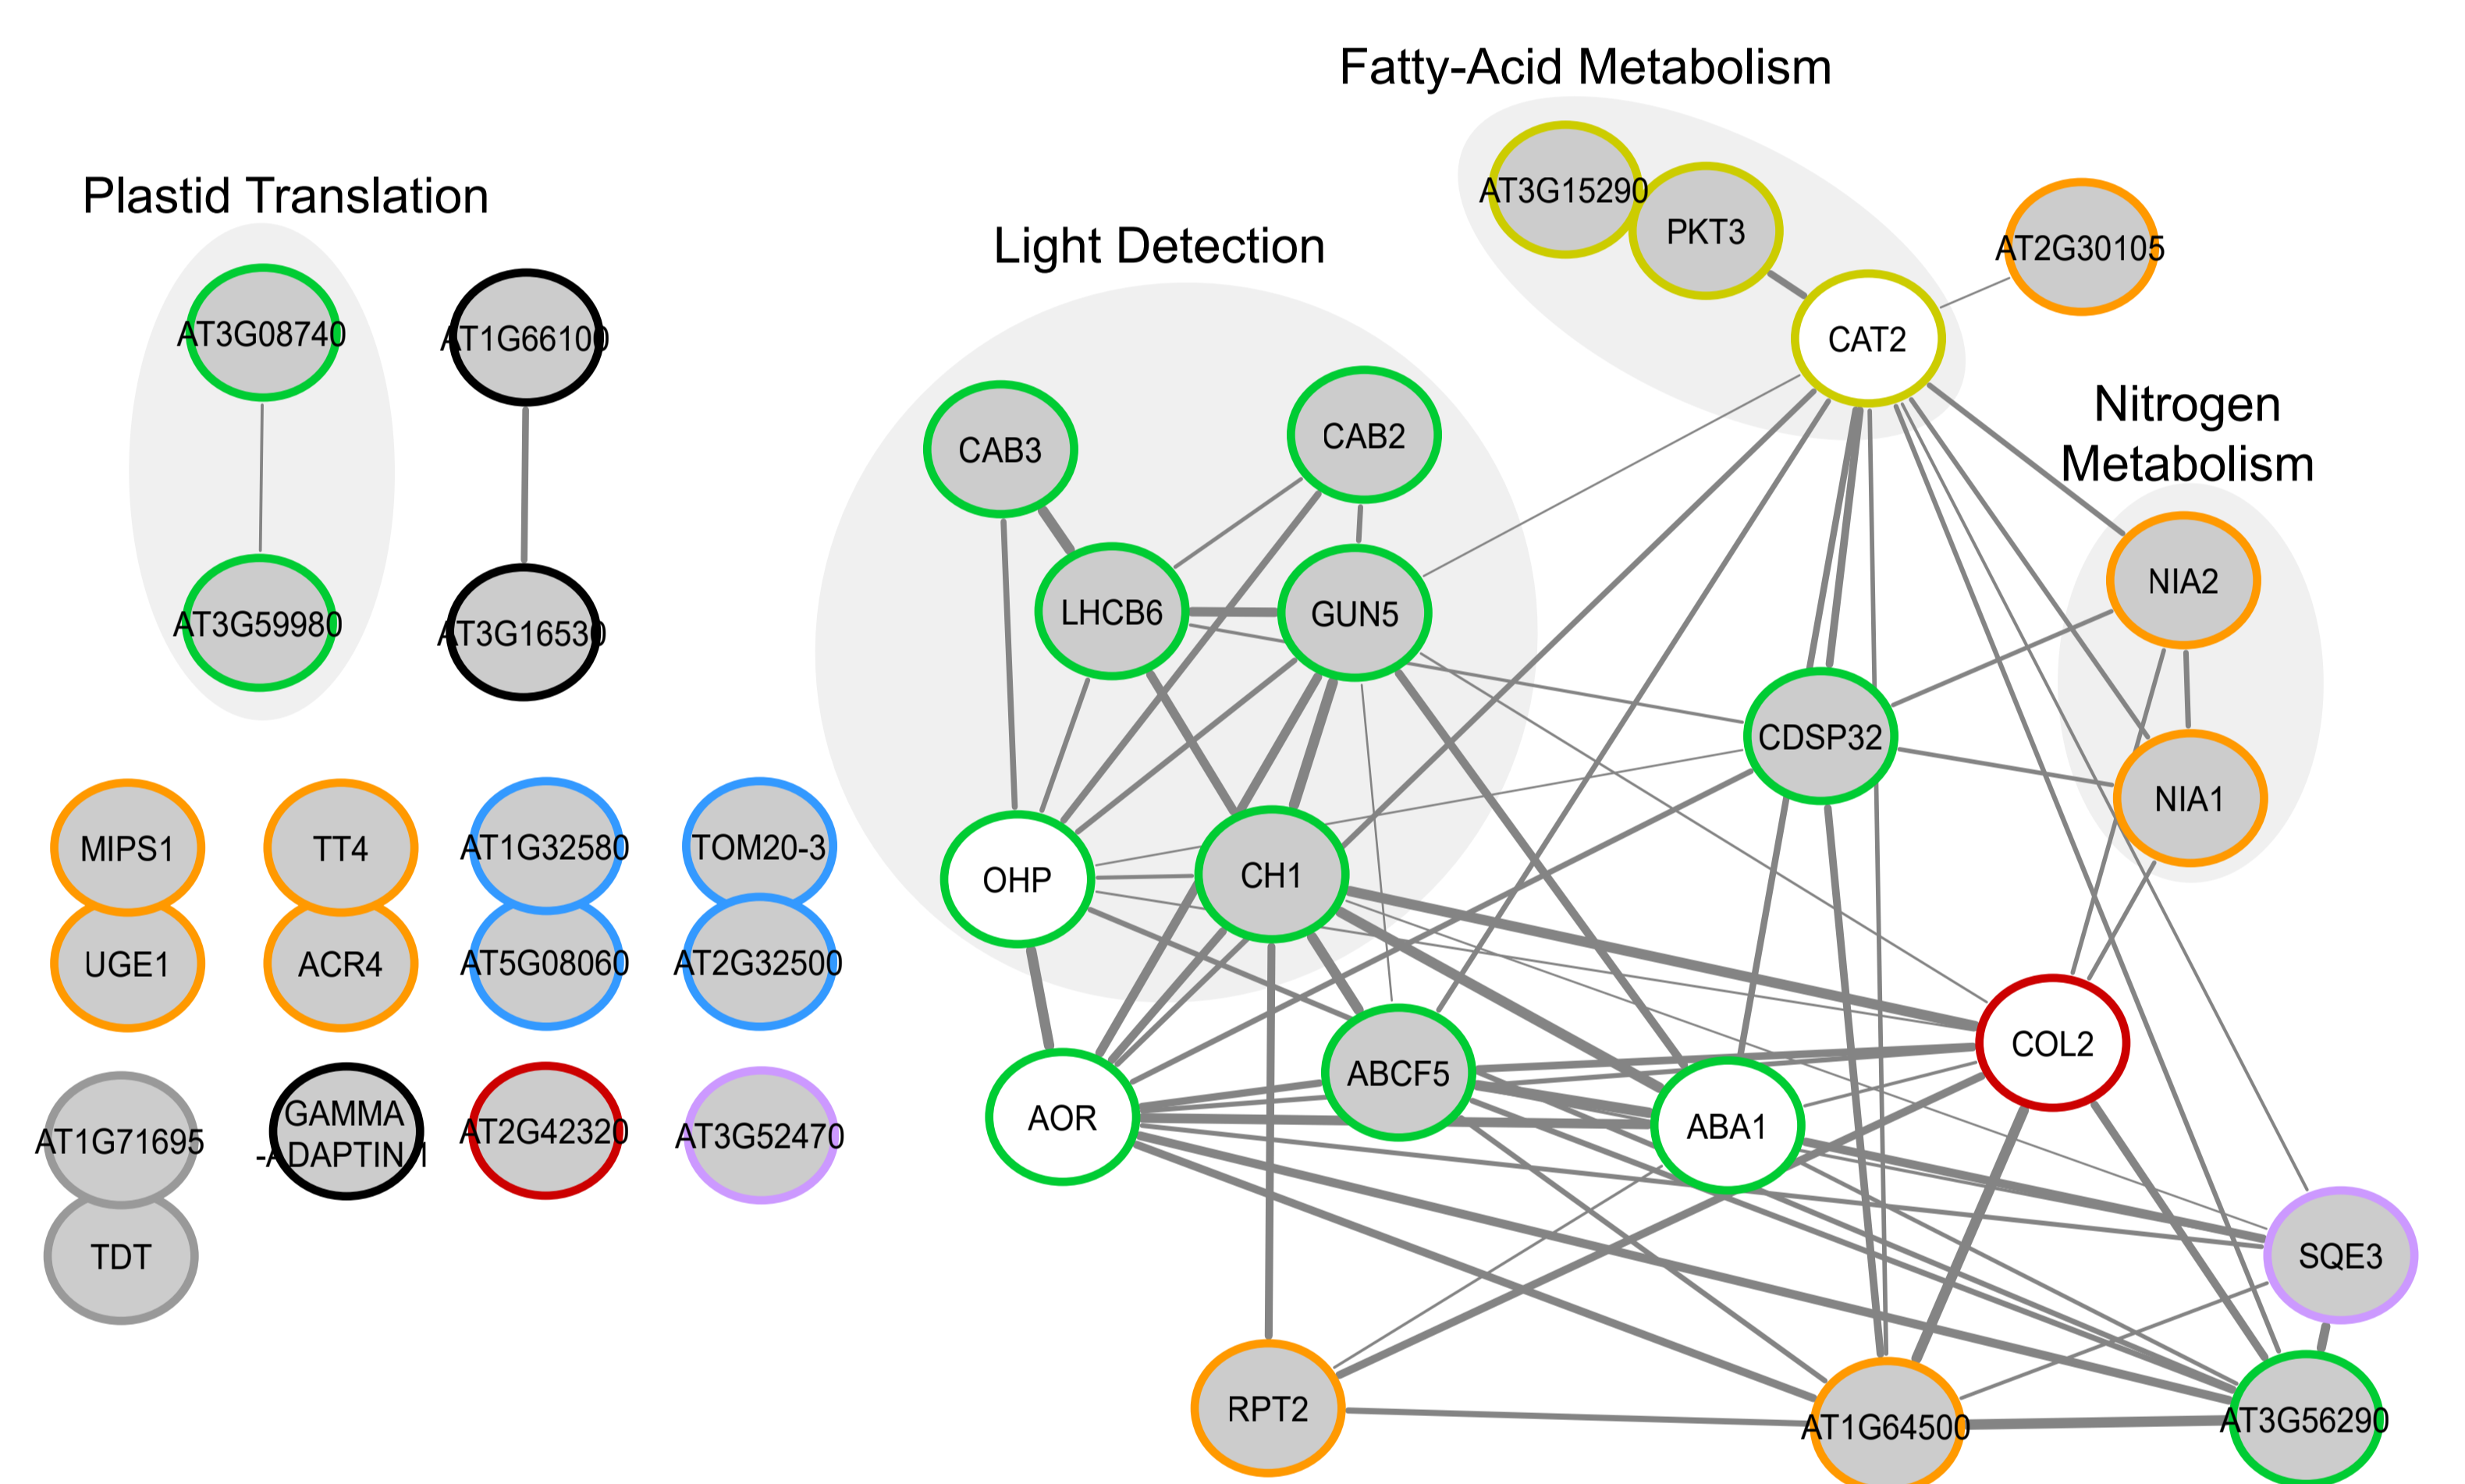 Fatty-Acid Metabolism
Plastid Translation
Light Detection
AT3G15290
PKT3
AT2G30105
AT3G08740
AT1G66100
CAT2
Nitrogen
Metabolism
CAB3
CAB2
NIA2
AT3G59980
AT3G16530
LHCB6
GUN5
CDSP32
NIA1
MIPS1
TT4
AT1G32580
TOM20-3
OHP
CH1
UGE1
ACR4
AT5G08060
AT2G32500
COL2
ABCF5
AOR
ABA1
AT1G71695
GAMMA
-ADAPTIN 1
AT2G42320
AT3G52470
TDT
SQE3
RPT2
AT1G64500
AT3G56290